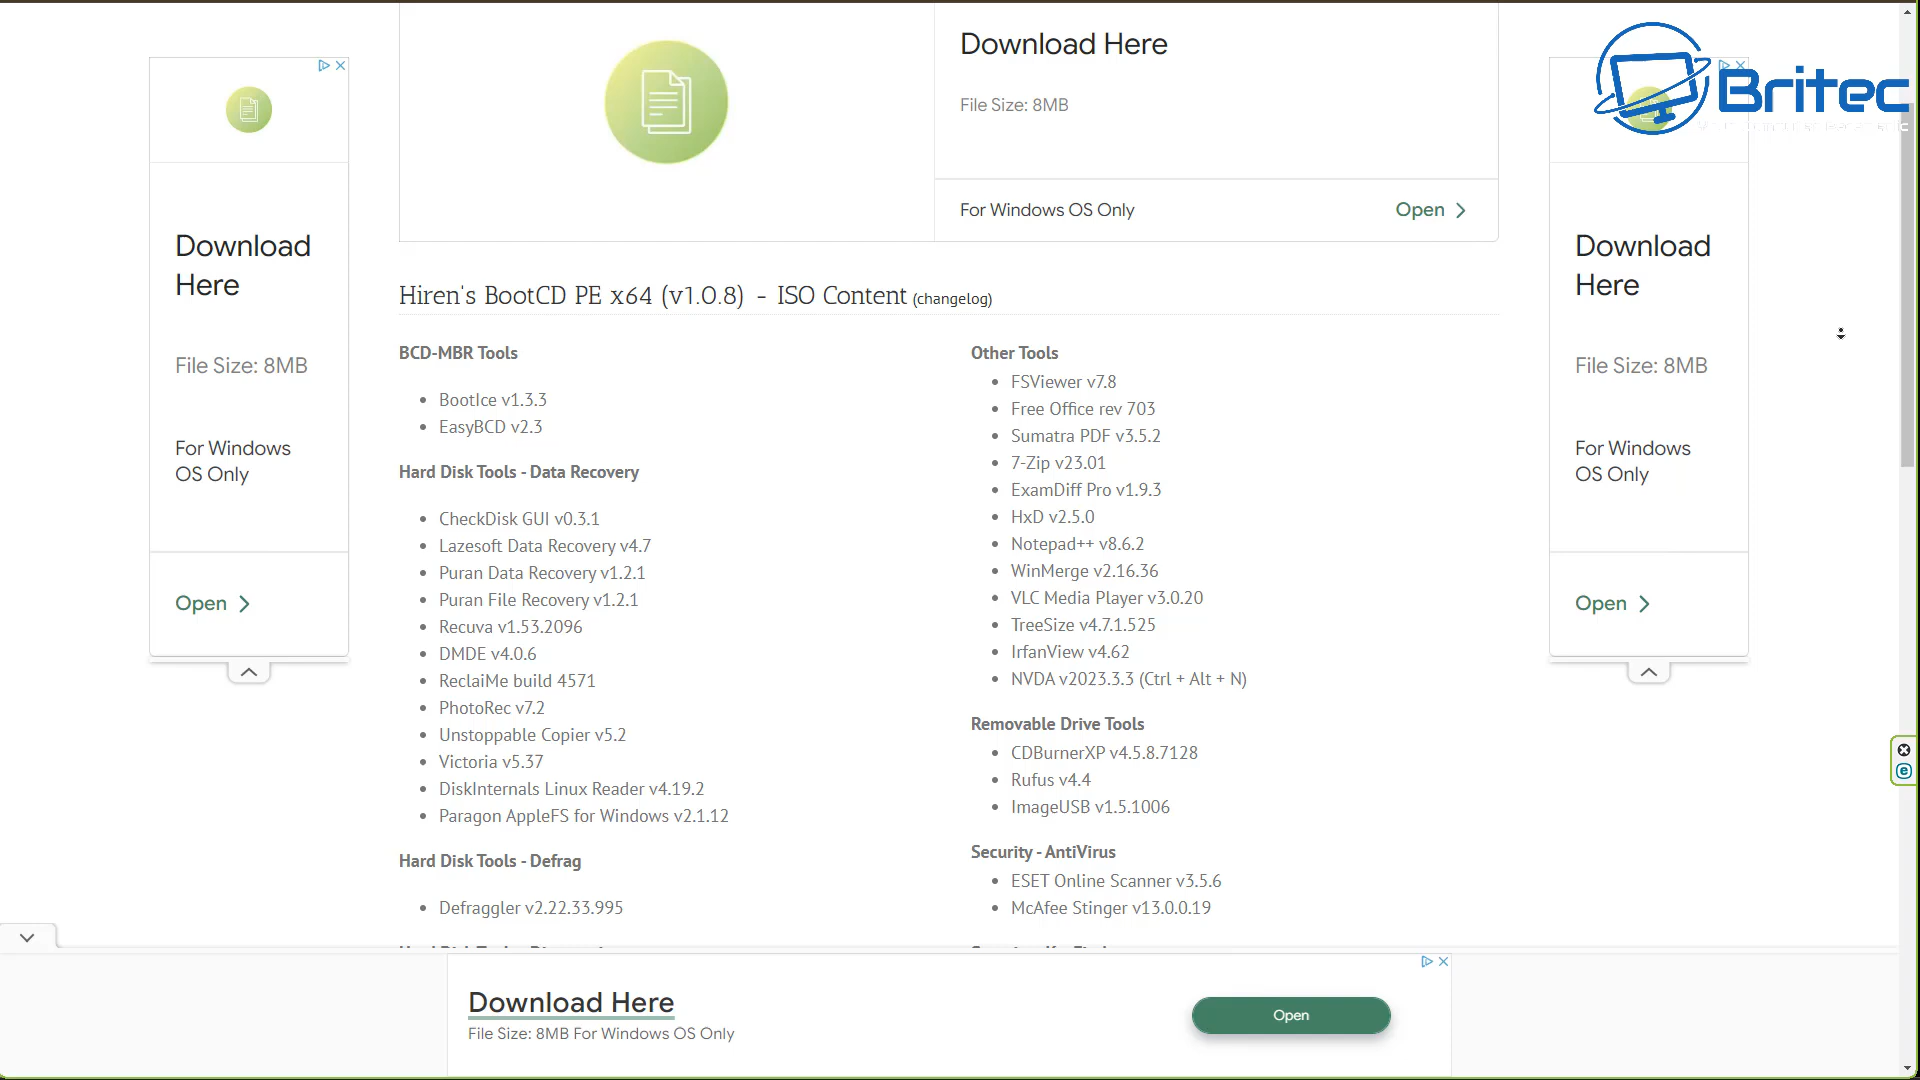 Download Here
File Size: 8MB
For Windows OS Only
Open
Britec
Download
Here
File Size: 8MB
For Windows
OS Only
Open
Download
Here
File Size: 8MB
For Windows
OS Only
Open
Hiren's BootCD PE x64 (v1.0.8) - ISO Content (changelog)
BCD-MBR Tools
BootIce v1.3.3
EasyBCD v2.3
Hard Disk Tools - Data Recovery
CheckDisk GUI v0.3.1
Lazesoft Data Recovery v4.7
Puran Data Recovery v1.2.1
Puran File Recovery v1.2.1
Recuva v1.53.2096
DMDE v4.0.6
ReclaiMe build 4571
PhotoRec v7.2
Unstoppable Copier v5.2
Victoria v5.37
DiskInternals Linux Reader v4.19.2
Paragon AppleFS for Windows v2.1.12
Hard Disk Tools - Defrag
Defraggler v2.22.33.995
Other Tools
FSViewer v7.8
Free Office rev 703
Sumatra PDF v3.5.2
7-Zip v23.01
ExamDiff Pro v1.9.3
HxD v2.5.0
Notepad++ v8.6.2
WinMerge v2.16.36
VLC Media Player v3.0.20
TreeSize v4.7.1.525
IrfanView v4.62
NVDA v2023.3.3 (Ctrl + Alt + N)
Removable Drive Tools
CDBurnerXP v4.5.8.7128
Rufus v4.4
ImageUSB v1.5.1006
Security - AntiVirus
ESET Online Scanner v3.5.6
McAfee Stinger v13.0.0.19
Download Here
File Size: 8MB For Windows OS Only
Open